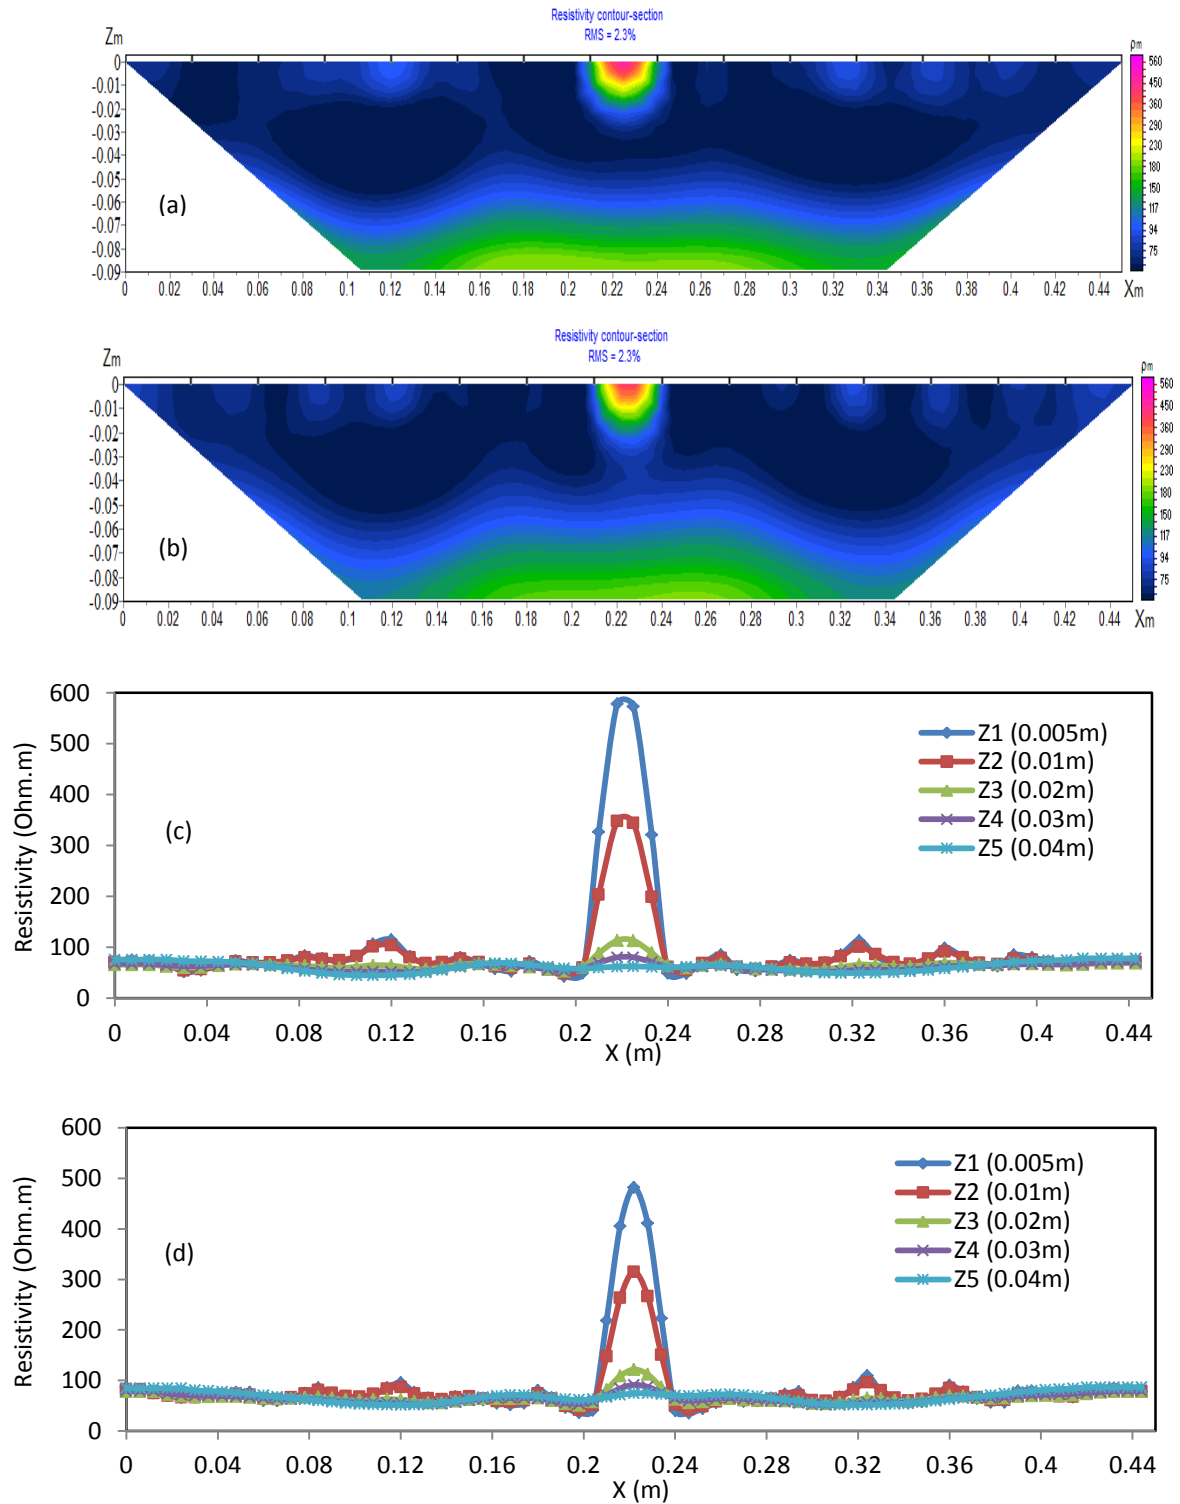 Resistivity contour-section
RMS = 2.3%
Zm
ρm
0
-0.01
-0.02
-0.03
-0.04
-0.05
-0.06
-0.07
-0.08
-0.09
(a)
560
450
360
290
230
180
150
117
94
75
0 0.02 0.04 0.06 0.08 0.1 0.12 0.14 0.16 0.18 0.2 0.22 0.24 0.26 0.28 0.3 0.32 0.34 0.36 0.38 0.4 0.42 0.44 Xm
Resistivity contour-section
RMS = 2.3%
Zm
ρm
0
-0.01
-0.02
-0.03
-0.04
-0.05
-0.06
-0.07
-0.08
-0.09
(b)
560
450
360
290
230
180
150
117
94
75
0 0.02 0.04 0.06 0.08 0.1 0.12 0.14 0.16 0.18 0.2 0.22 0.24 0.26 0.28 0.3 0.32 0.34 0.36 0.38 0.4 0.42 0.44 Xm
Resistivity (Ohm.m)
600
500
400
300
200
100
0
(c)
Z1 (0.005m)
Z2 (0.01m)
Z3 (0.02m)
Z4 (0.03m)
Z5 (0.04m)
0 0.04 0.08 0.12 0.16 0.2 0.24 0.28 0.32 0.36 0.4 0.44
X (m)
Resistivity (Ohm.m)
600
500
400
300
200
100
0
(d)
Z1 (0.005m)
Z2 (0.01m)
Z3 (0.02m)
Z4 (0.03m)
Z5 (0.04m)
0 0.04 0.08 0.12 0.16 0.2 0.24 0.28 0.32 0.36 0.4 0.44
X (m)